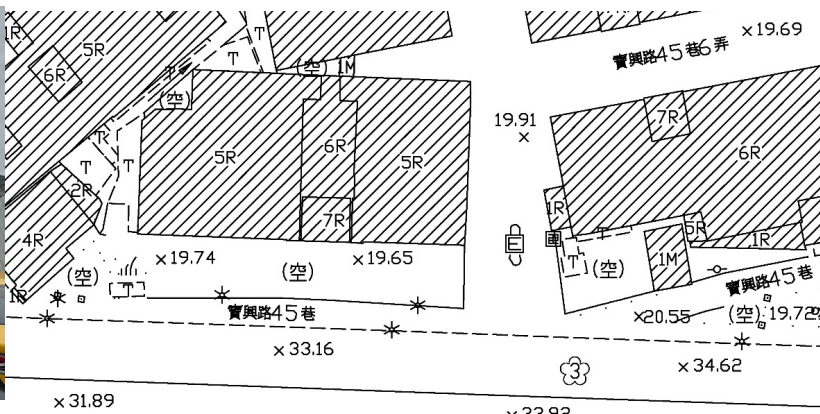 1R
5R
T
T
(空)
1M
×19.69
寶興路45巷6弄
6R
T
(空)
19.91
×
7R
T
T
T
5R
6R
5R
6R
2R
1R
4R
7R
E
T
5R
1R
×19.74
×19.65
(空)
(空)
T
(空)
1M
1R
T
寶興路45巷
寶興路45巷
×20.55
(空)
19.72
×33.16
3
×34.62
×31.89